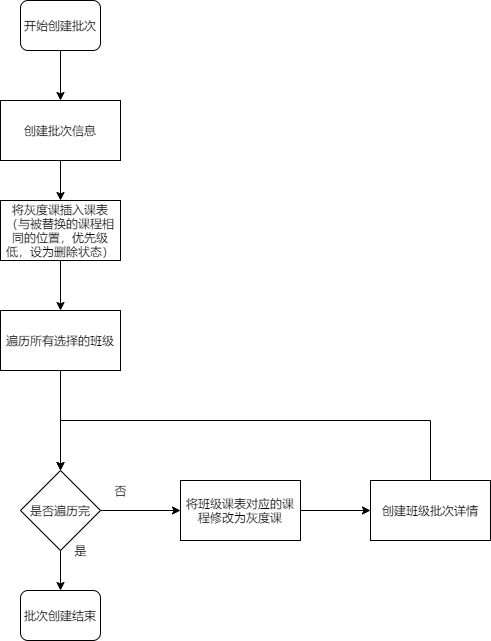 开始创建批次
创建批次信息
将灰度课插入课表
（与被替换的课程相
同的位置，优先级
低，设为删除状态）
遍历所有选择的班级
是否遍历完
否
将班级课表对应的课
程修改为灰度课
创建班级批次详情
是
批次创建结束